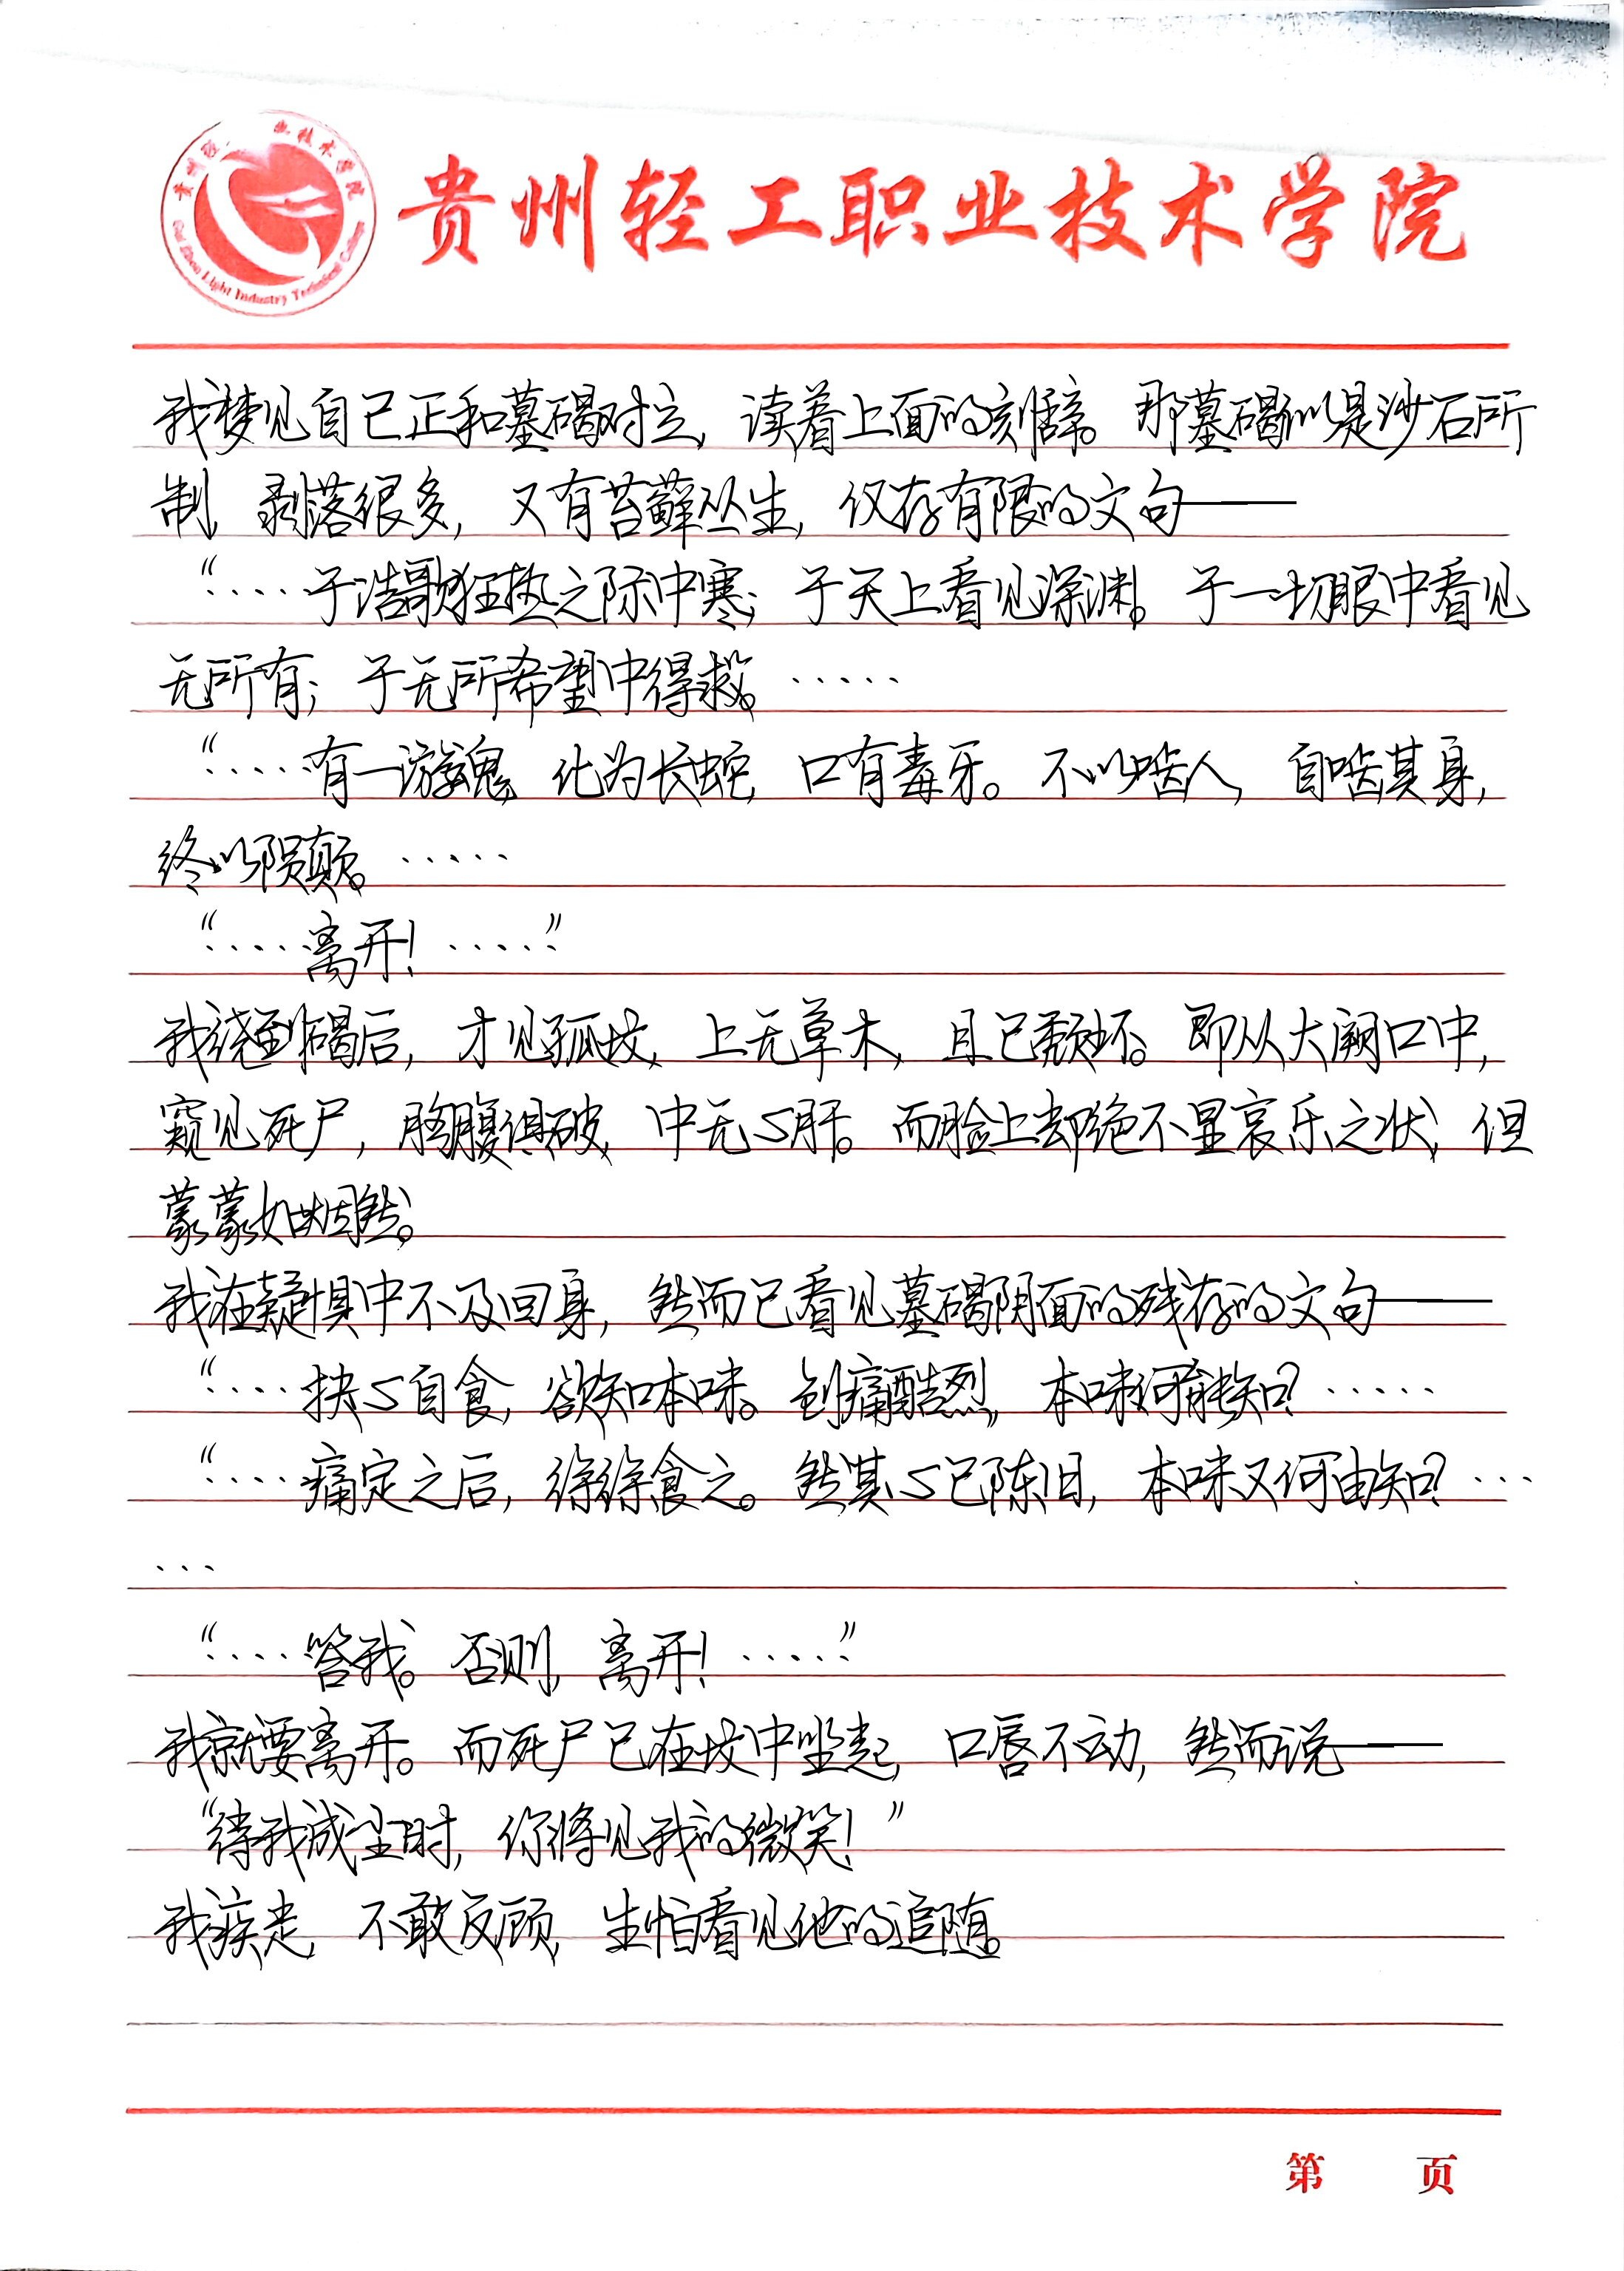 贵州轻工职业技术学院
Light Industry Technical College
我梦见自己正和墓碣对立，读着上面的刻辞。那墓碣似是沙石所
制，剥落很多，又有苔藓丛生，仅存有限的文句——
“……于浩歌狂热之际中寒；于天上看见深渊。于一切眼中看见
无所有；于无所希望中得救。……
“……有一游魂，化为长蛇，口有毒牙。不以啮人，自啮其身，
终以陨颠。……
“……离开！……”
我绕到碣后，才见孤坟，上无草木，且已颓坏。即从大阙口中，
窥见死尸，胸腹俱破，中无心肝。而脸上却绝不显哀乐之状，但
蒙蒙如烟然。
我在疑惧中不及回身，然而已看见墓碣阴面的残存的文句——
“……抉心自食，欲知本味。创痛酷烈，本味何能知？……
“……痛定之后，徐徐食之。然其心已陈旧，本味又何由知？…
…
“……答我。否则，离开！……”
我就要离开。而死尸已在坟中坐起，口唇不动，然而说——
“待我成尘时，你将见我的微笑！”
我疾走，不敢反顾，生怕看见他的追随。
第 页